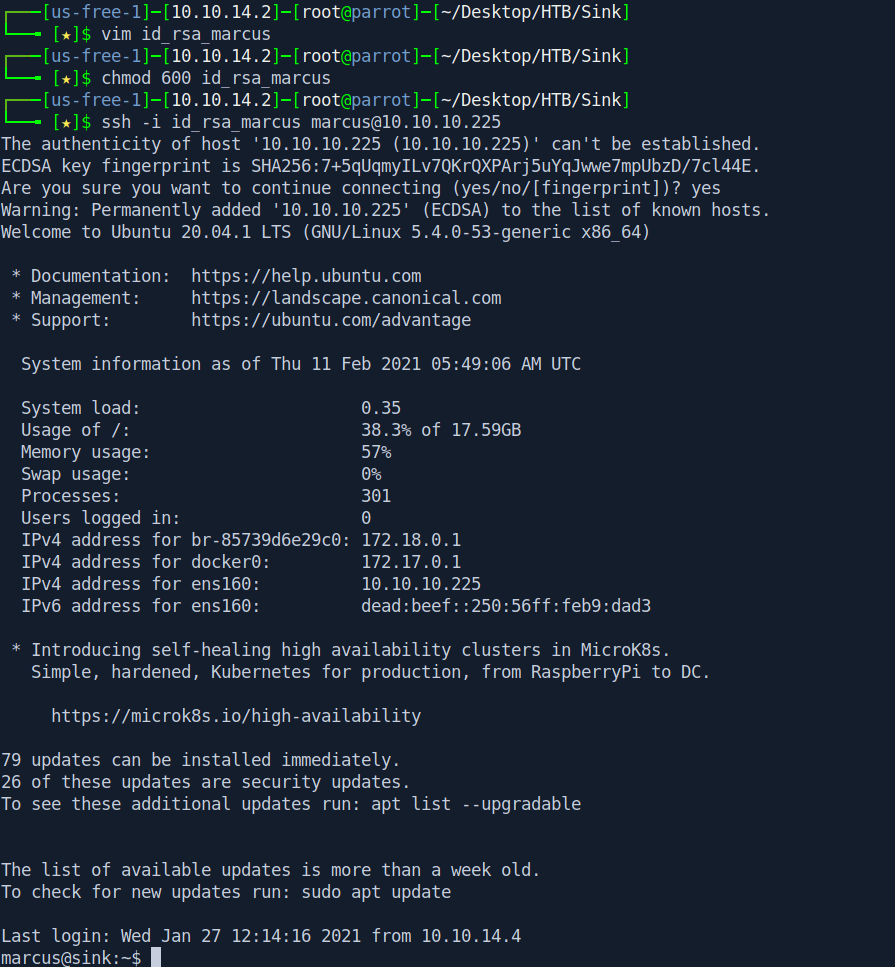 ┌──[us-free-1]─[10.10.14.2]─[root@parrot]─[~/Desktop/HTB/Sink]
└──╼ [★]$ vim id_rsa_marcus
┌──[us-free-1]─[10.10.14.2]─[root@parrot]─[~/Desktop/HTB/Sink]
└──╼ [★]$ chmod 600 id_rsa_marcus
┌──[us-free-1]─[10.10.14.2]─[root@parrot]─[~/Desktop/HTB/Sink]
└──╼ [★]$ ssh -i id_rsa_marcus marcus@10.10.10.225
The authenticity of host '10.10.10.225 (10.10.10.225)' can't be established.
ECDSA key fingerprint is SHA256:7+5qUqmyILv7QKrQXPArj5uYqJwwe7mpUbzD/7cl44E.
Are you sure you want to continue connecting (yes/no/[fingerprint])? yes
Warning: Permanently added '10.10.10.225' (ECDSA) to the list of known hosts.
Welcome to Ubuntu 20.04.1 LTS (GNU/Linux 5.4.0-53-generic x86_64)
 * Documentation:  https://help.ubuntu.com
 * Management:     https://landscape.canonical.com
 * Support:        https://ubuntu.com/advantage
  System information as of Thu 11 Feb 2021 05:49:06 AM UTC
  System load:                      0.35
  Usage of /:                       38.3% of 17.59GB
  Memory usage:                     57%
  Swap usage:                       0%
  Processes:                        301
  Users logged in:                  0
  IPv4 address for br-85739d6e29c0: 172.18.0.1
  IPv4 address for docker0:         172.17.0.1
  IPv4 address for ens160:          10.10.10.225
  IPv6 address for ens160:          dead:beef::250:56ff:feb9:dad3
 * Introducing self-healing high availability clusters in MicroK8s.
   Simple, hardened, Kubernetes for production, from RaspberryPi to DC.
     https://microk8s.io/high-availability
79 updates can be installed immediately.
26 of these updates are security updates.
To see these additional updates run: apt list --upgradable
The list of available updates is more than a week old.
To check for new updates run: sudo apt update
Last login: Wed Jan 27 12:14:16 2021 from 10.10.14.4
marcus@sink:~$